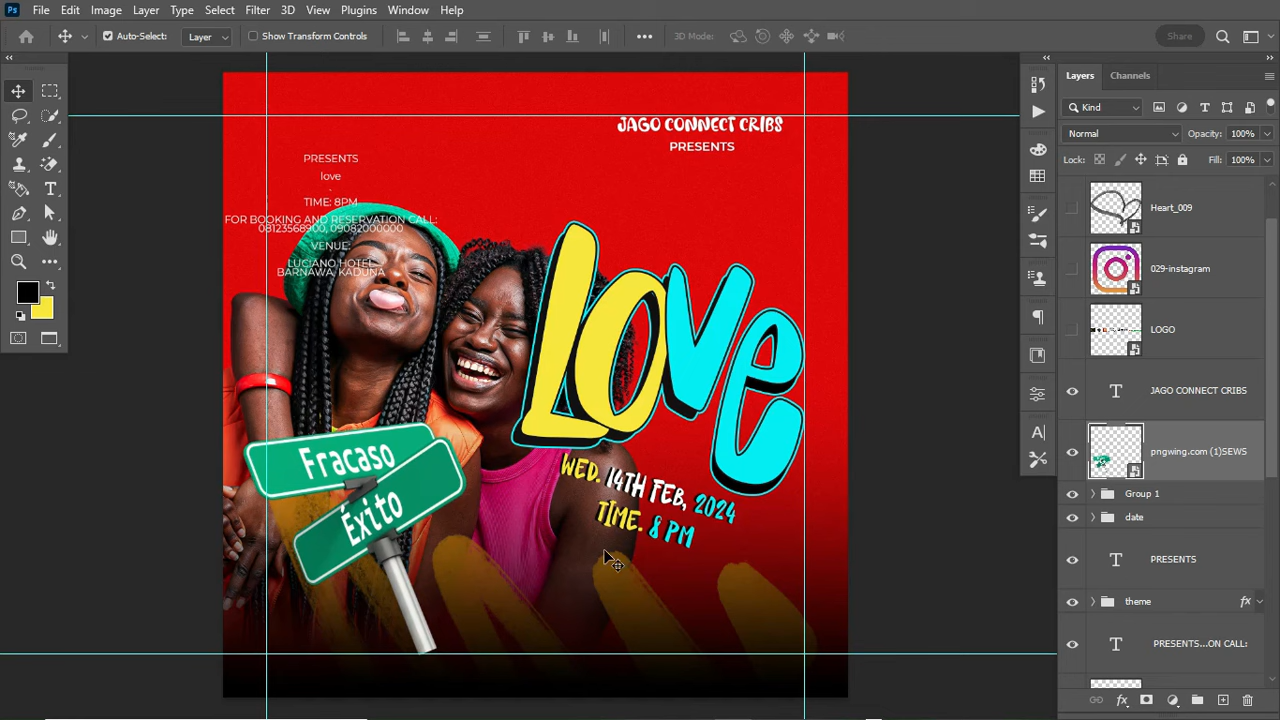 Ps File Edit Image Layer Type Select Filter 3D View Plugins Window Help
Auto-Select: Layer Show Transform Controls 3D Mode: Share
Layers Channels
Kind
Normal Opacity: 100%
Lock: Fill: 100%
Heart_009
029-instagram
LOGO
JAGO CONNECT CRIBS
pngwing.com (1)SEWS
Group 1
date
PRESENTS
theme fx
PRESENTS...ON CALL:
fx
JAGO CONNECT CRIBS
PRESENTS
PRESENTS
love
TIME: 8PM
FOR BOOKING AND RESERVATION CALL:
08123568900, 09082000000
VENUE:
LUCIANO HOTEL
BARNAWA, KADUNA
LOVe
WED. 14TH FEB, 2024
TIME. 8 PM
Fracaso
Éxito